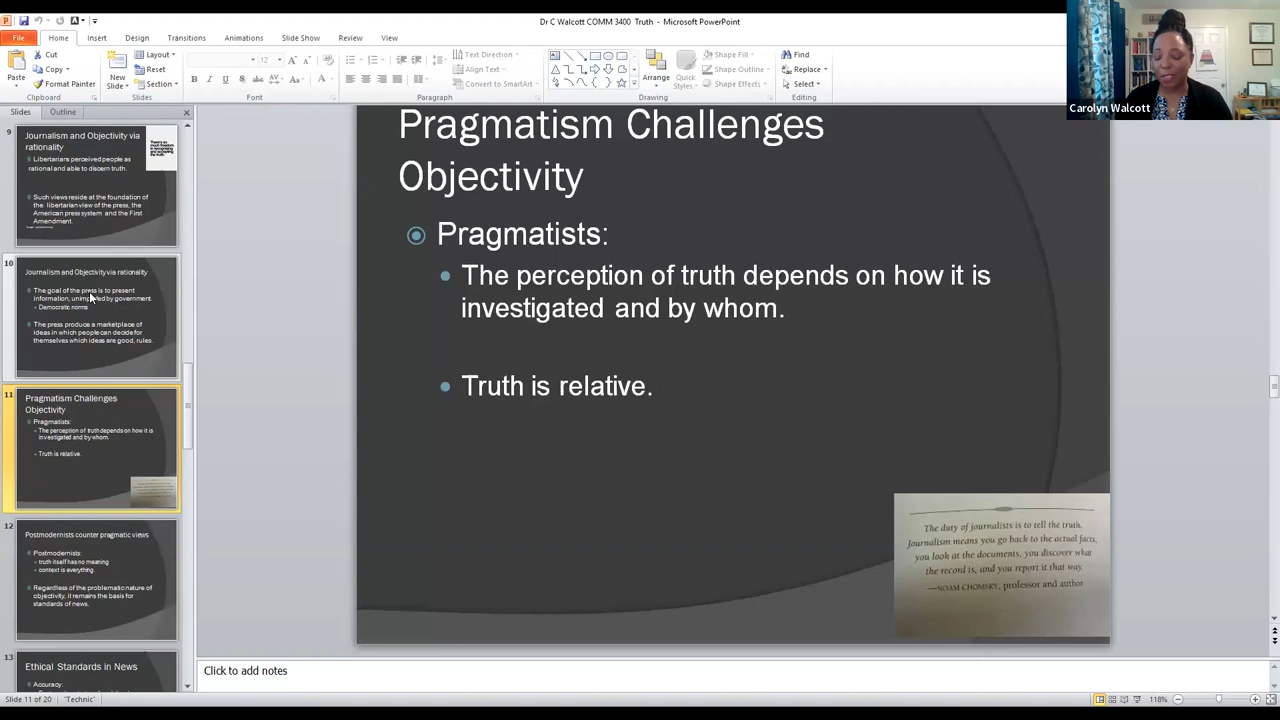 Dr C Walcott COMM 3400 Truth - Microsoft PowerPoint
File Home Insert Design Transitions Animations Slide Show Review View
Paste
Cut
Copy
Format Painter
Clipboard
New
Slide
Layout
Reset
Section
Slides
12
Font
Text Direction
Align Text
Convert to SmartArt
Paragraph
Arrange
Quick
Styles
Shape Fill
Shape Outline
Shape Effects
Drawing
Find
Replace
Select
Editing
Carolyn Walcott
Slides Outline
9
Journalism and Objectivity via
rationality
Libertarians perceived people as
rational and able to discern truth.
Such views reside at the foundation of
the libertarian view of the press, the
American press system and the First
Amendment.
10
Journalism and Objectivity via rationality
The goal of the press is to present
information, unimpeded by government.
Democratic norms
The press produce a marketplace of
ideas in which people can decide for
themselves which ideas are good, rules.
11
Pragmatism Challenges
Objectivity
Pragmatists:
The perception of truth depends on how it is
investigated and by whom.
Truth is relative.
12
Postmodernists counter pragmatic views
Postmodernists:
truth itself has no meaning
context is everything.
Regardless of the problematic nature of
objectivity, it remains the basis for
standards of news.
13
Ethical Standards in News
Accuracy:
Pragmatism Challenges
Objectivity
Pragmatists:
The perception of truth depends on how it is
investigated and by whom.
Truth is relative.
The duty of journalists is to tell the truth.
Journalism means you go back to the actual facts,
you look at the documents, you discover what
the record is, and you report it that way.
—NOAM CHOMSKY, professor and author
Click to add notes
Slide 11 of 20 "Technic" 118%